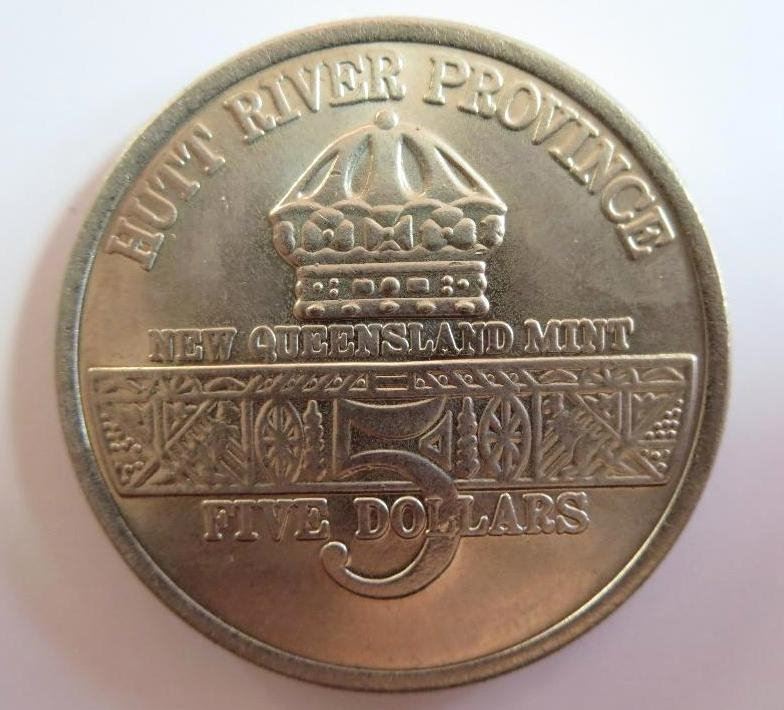 HUTT RIVER PROVINCE
NEW QUEENSLAND MINT
5
FIVE DOLLARS